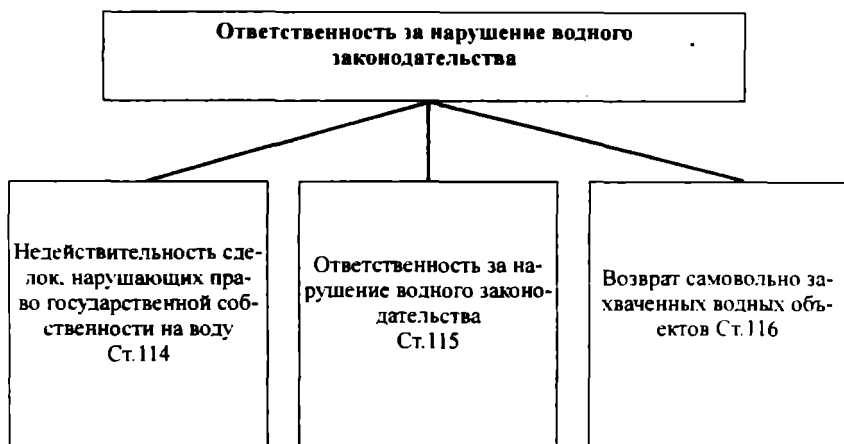 Ответственность за нарушение водного
законодательства
Недействительность сде-
лок, нарушающих пра-
во государственной соб-
ственности на воду
Ст.114
Ответственность за на-
рушение водного законо-
дательства
Ст.115
Возврат самовольно за-
хваченных водных объ-
ектов Ст.116